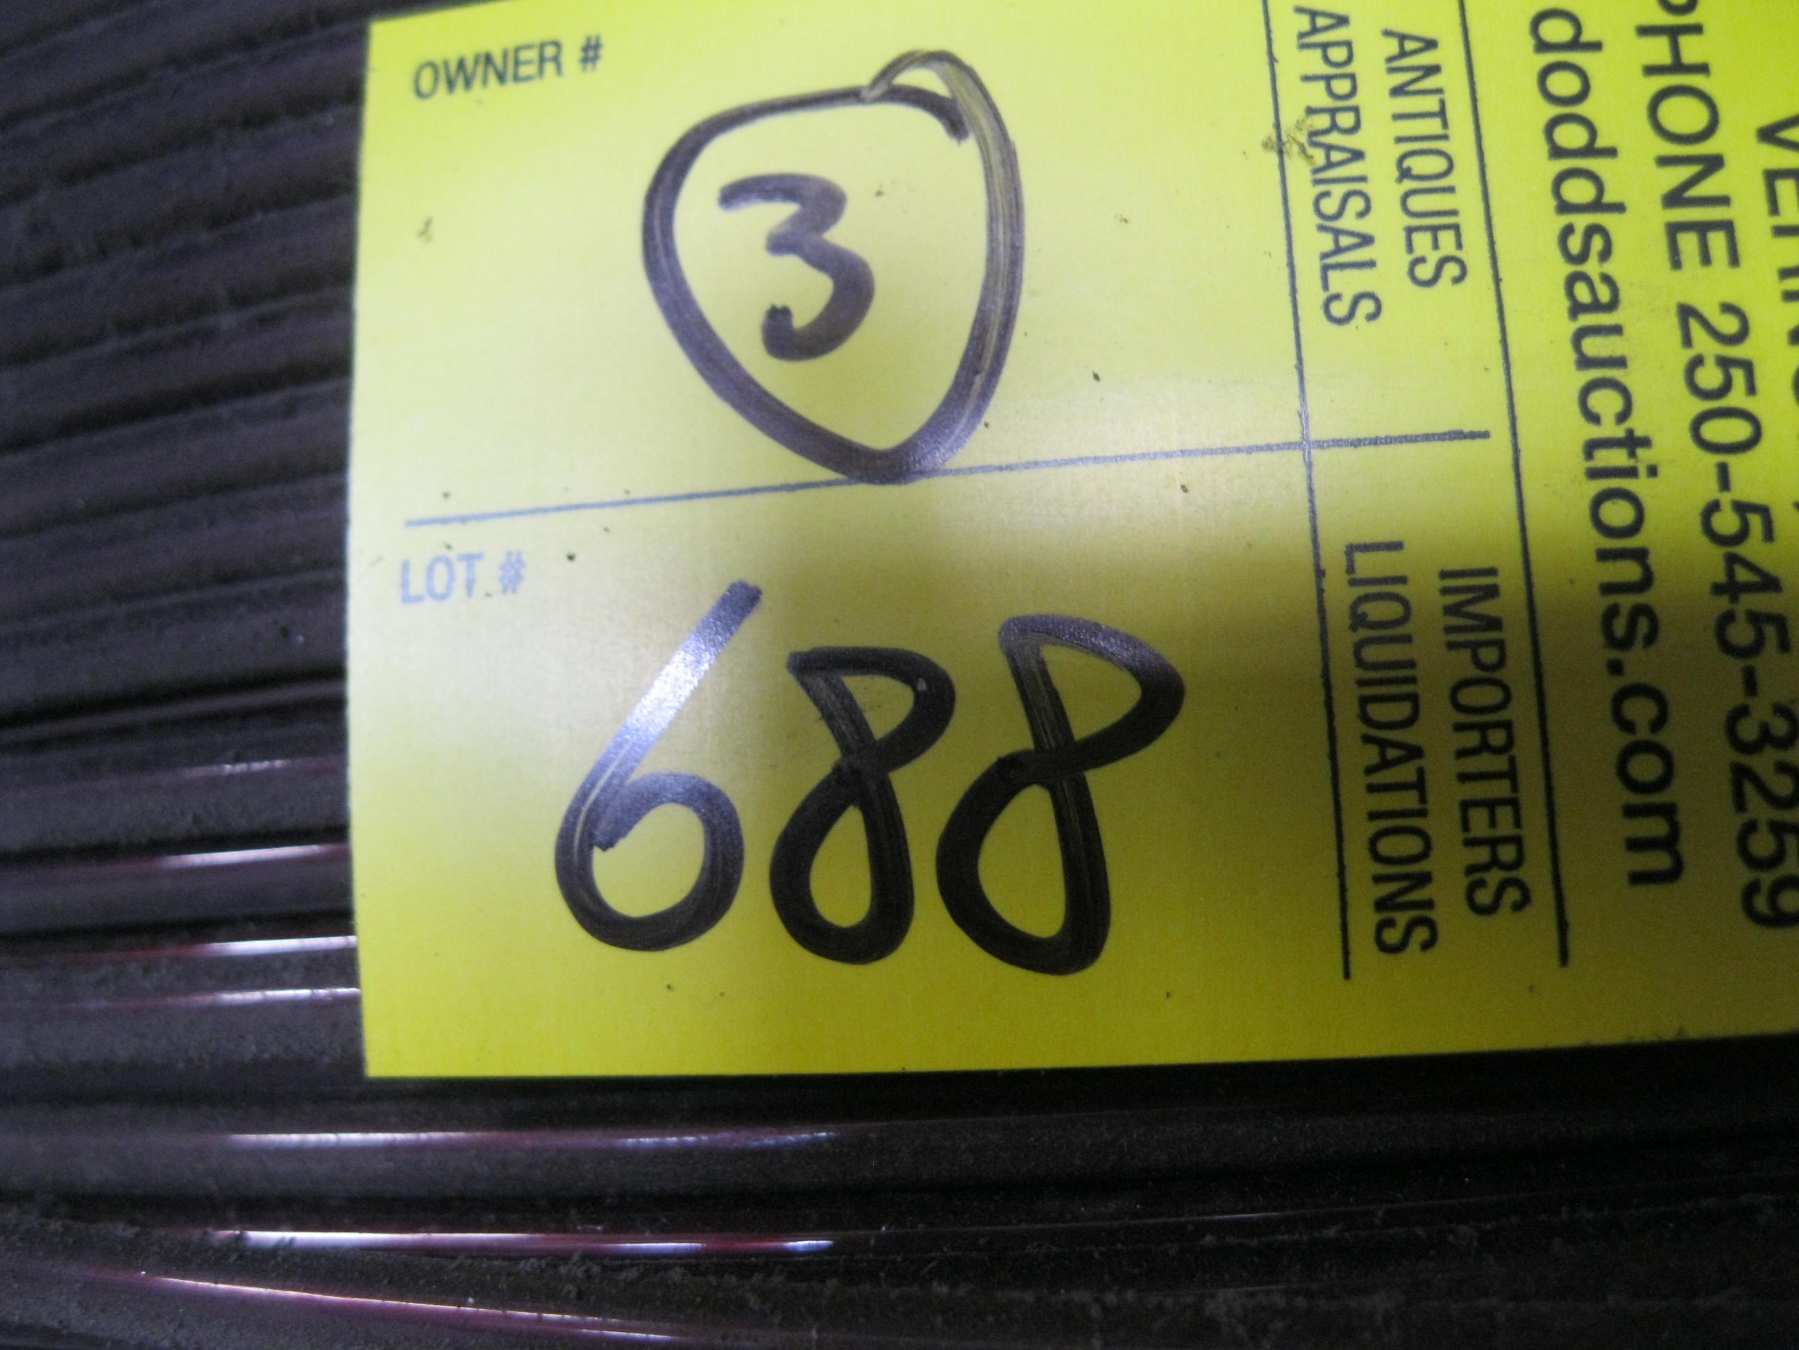 OWNER #
3
LOT #
688
ANTIQUES
APPRAISALS
IMPORTERS
LIQUIDATIONS
PHONE 250-545-3259
doddsauctions.com